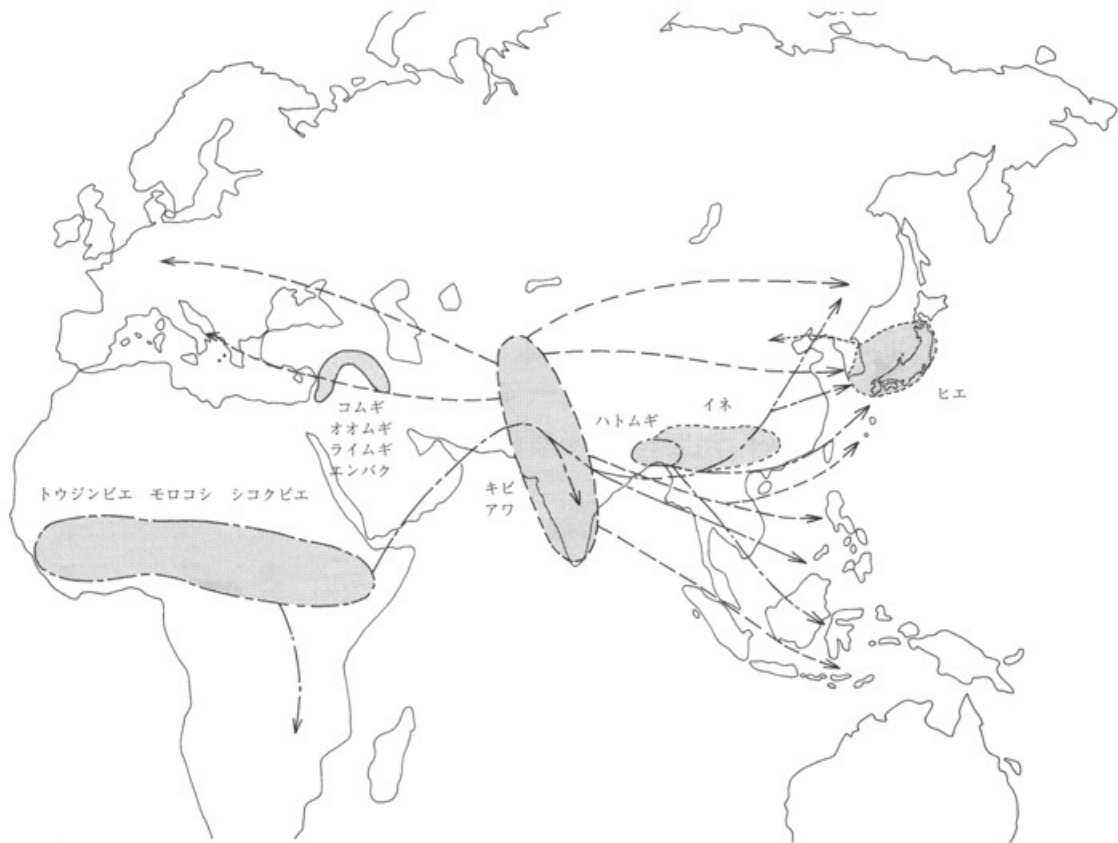 コムギ
オオムギ
ライムギ
エンバク
トウジンビエ モロコシ シコクビエ
キビ
アワ
ハトムギ
イネ
ヒエ